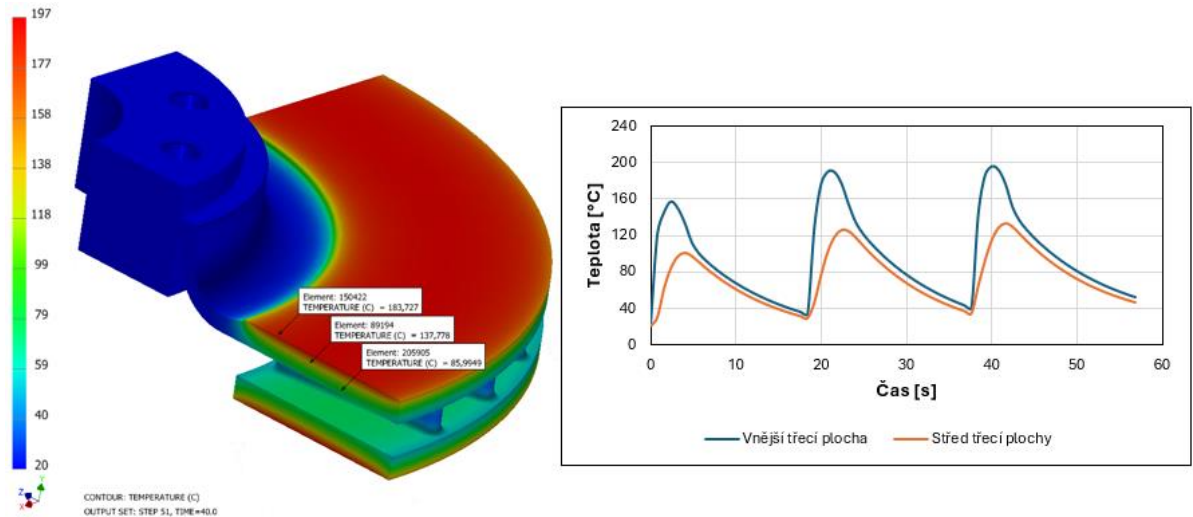 197
177
158
138
118
99
79
59
40
20
Element: 150422
TEMPERATURE (C) = 183,727
Element: 89194
TEMPERATURE (C) = 137,778
Element: 205905
TEMPERATURE (C) = 85,9949
Y
Z
X
CONTOUR: TEMPERATURE (C)
OUTPUT SET: STEP 51, TIME=40.0
240
200
160
120
80
40
0
Teplota [°C]
0 10 20 30 40 50 60
Čas [s]
Vnější třecí plocha Střed třecí plochy